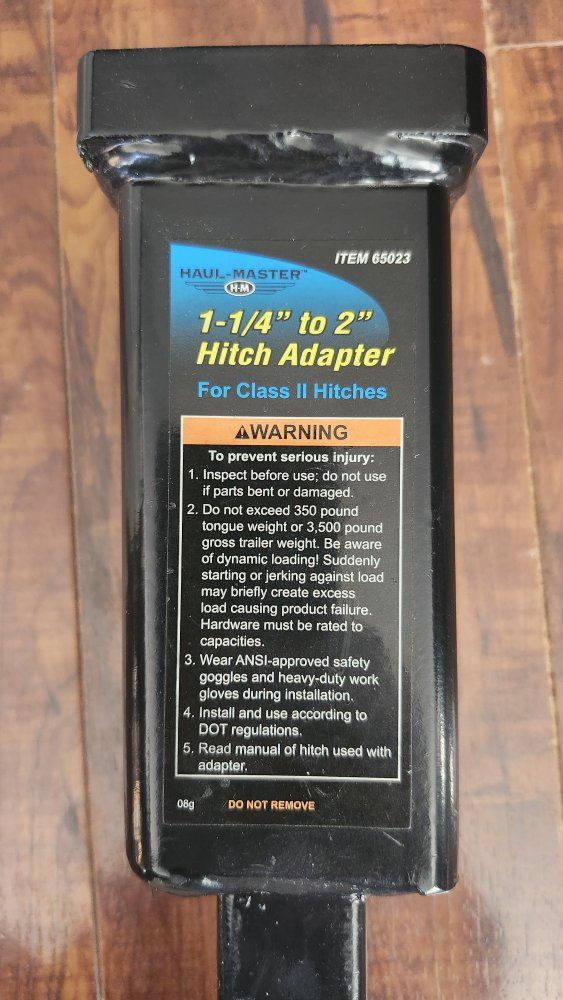 ITEM 65023
HAUL-MASTER™
H-M
1-1/4” to 2”
Hitch Adapter
For Class II Hitches
⚠WARNING
To prevent serious injury:
1. Inspect before use; do not use
if parts bent or damaged.
2. Do not exceed 350 pound
tongue weight or 3,500 pound
gross trailer weight. Be aware
of dynamic loading! Suddenly
starting or jerking against load
may briefly create excess
load causing product failure.
Hardware must be rated to
capacities.
3. Wear ANSI-approved safety
goggles and heavy-duty work
gloves during installation.
4. Install and use according to
DOT regulations.
5. Read manual of hitch used with
adapter.
08g DO NOT REMOVE